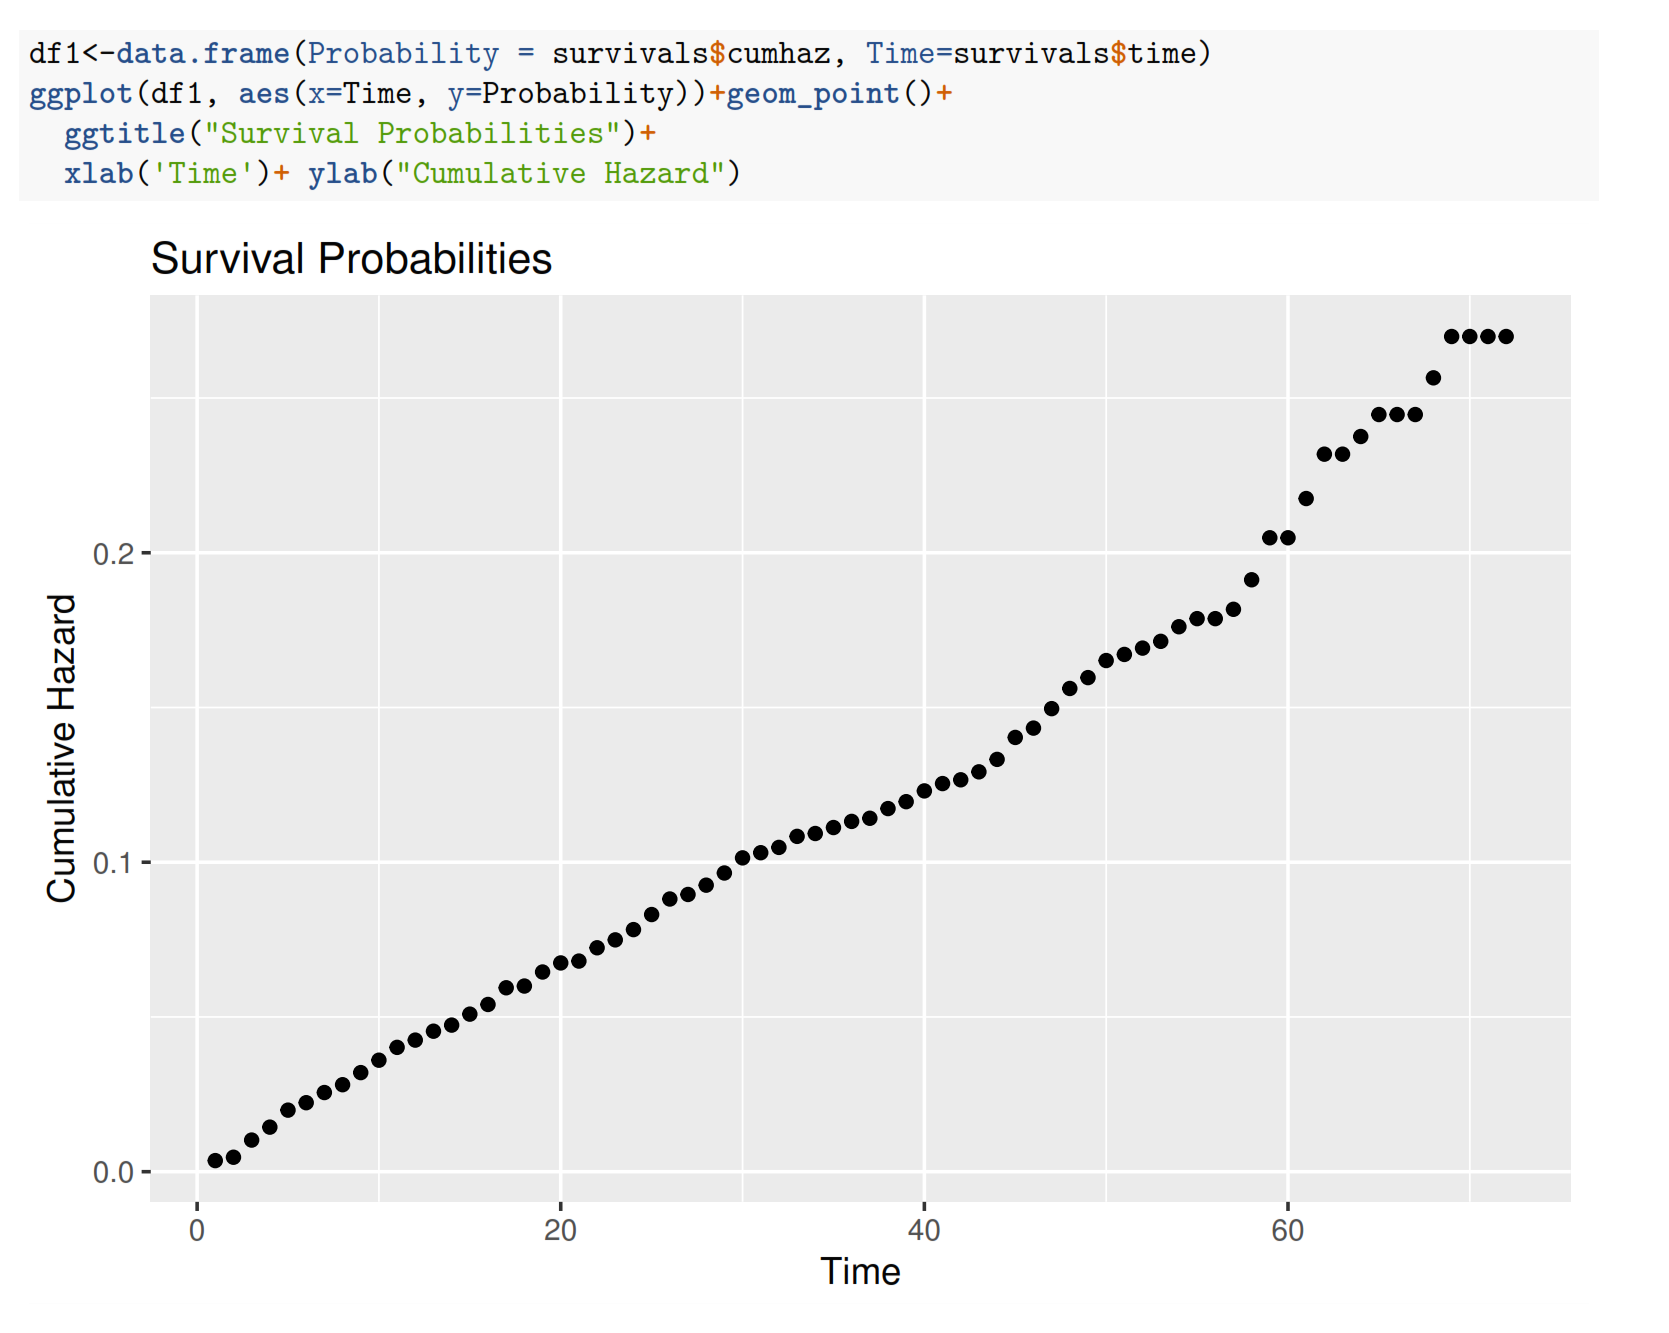 df1<-data.frame(Probability = survivals$cumhaz, Time=survivals$time)
ggplot(df1, aes(x=Time, y=Probability))+geom_point()+
  ggtitle("Survival Probabilities")+
  xlab('Time')+ ylab("Cumulative Hazard")
Survival Probabilities
Cumulative Hazard
0.2
0.1
0.0
0 20 40 60
Time